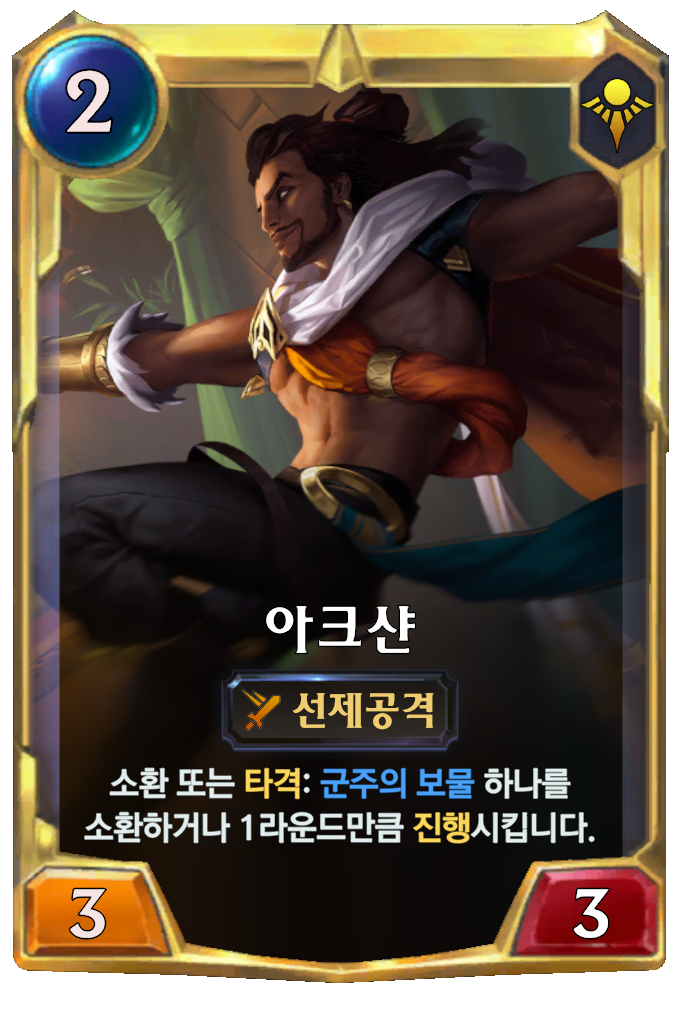 2
아크샨
선제공격
소환 또는 타격: 군주의 보물 하나를
소환하거나 1라운드만큼 진행시킵니다.
3
3